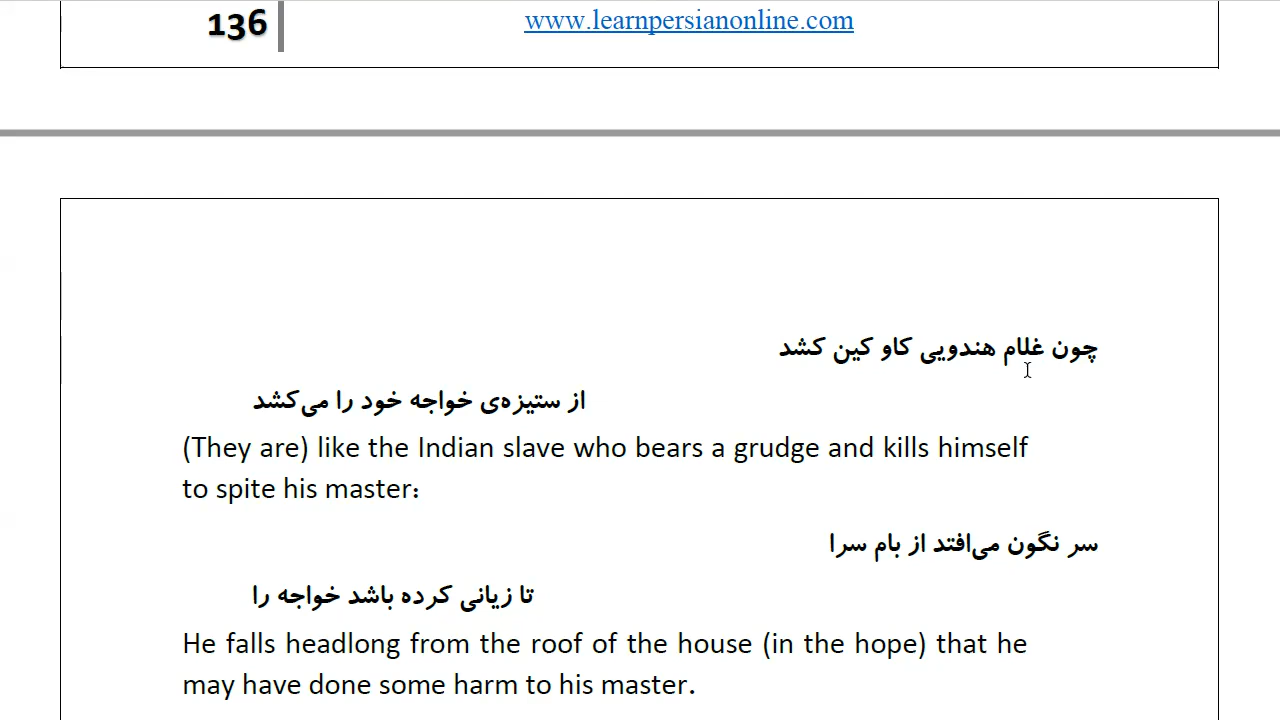 136
www.learnpersianonline.com
چون غلام هندویی کاو کین کشد
از ستیزه‌ی خواجه خود را می‌کشد
(They are) like the Indian slave who bears a grudge and kills himself
to spite his master:
سر نگون می‌افتد از بام سرا
تا زیانی کرده باشد خواجه را
He falls headlong from the roof of the house (in the hope) that he
may have done some harm to his master.